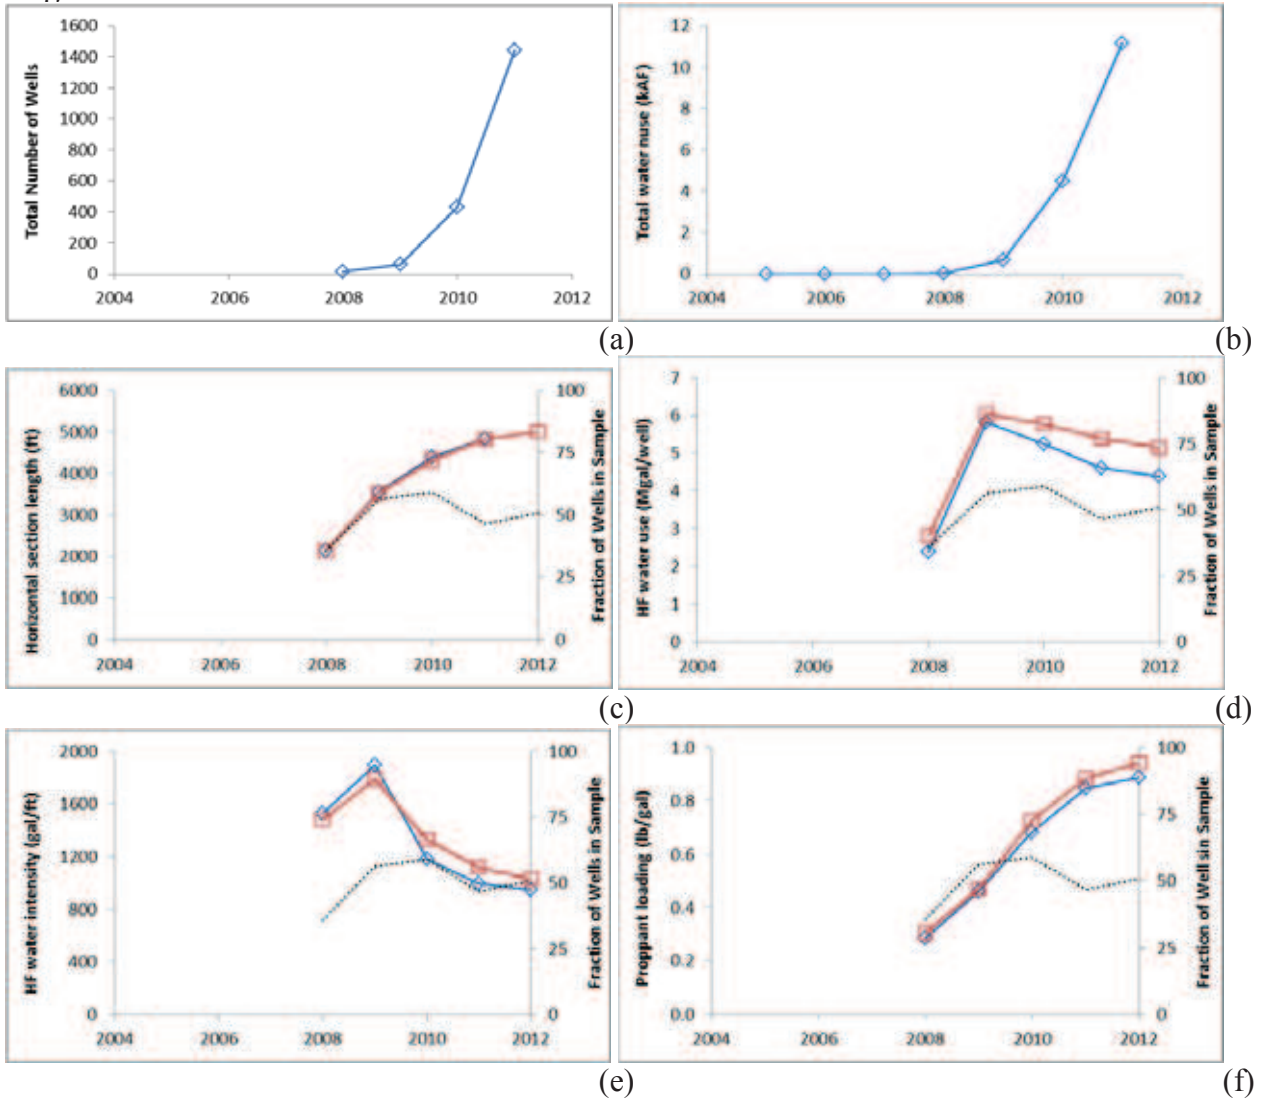 1600
1400
1200
1000
800
600
400
200
0
2004 2006 2008 2010 2012
Total Number of Wells
(a)
12
10
8
6
4
2
0
2004 2006 2008 2010 2012
Total water nuse (kAF)
(b)
6000
5000
4000
3000
2000
1000
0
2004 2006 2008 2010 2012
Horizontal section length (ft)
100
75
50
25
0
Fraction of Wells in Sample
(c)
7
6
5
4
3
2
1
0
2004 2006 2008 2010 2012
HF water use (Mgal/well)
100
75
50
25
0
Fraction of Wells in Sample
(d)
2000
1600
1200
800
400
0
2004 2006 2008 2010 2012
HF water intensity (gal/ft)
100
75
50
25
0
Fraction of Wells in Sample
(e)
1.0
0.8
0.6
0.4
0.2
0.0
2004 2006 2008 2010 2012
Proppant loading (lb/gal)
100
75
50
25
0
Fraction of Well sin Sample
(f)